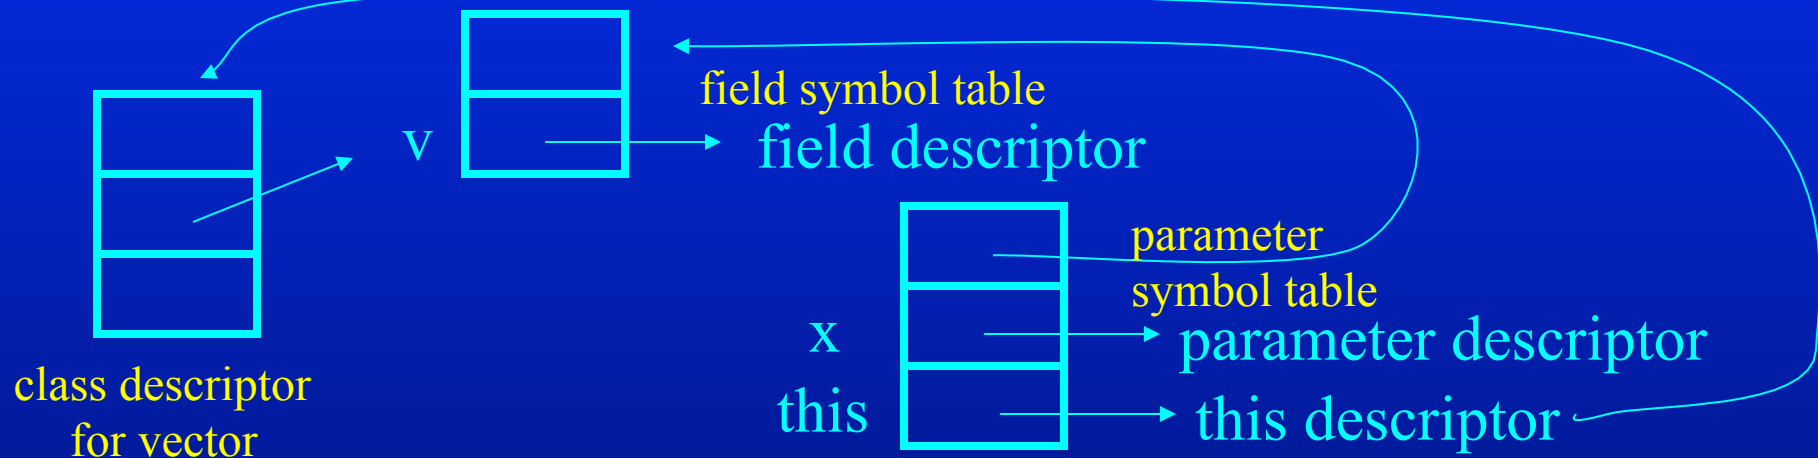 field symbol table
v
field descriptor
parameter
symbol table
x
parameter descriptor
class descriptor
for vector
this
this descriptor